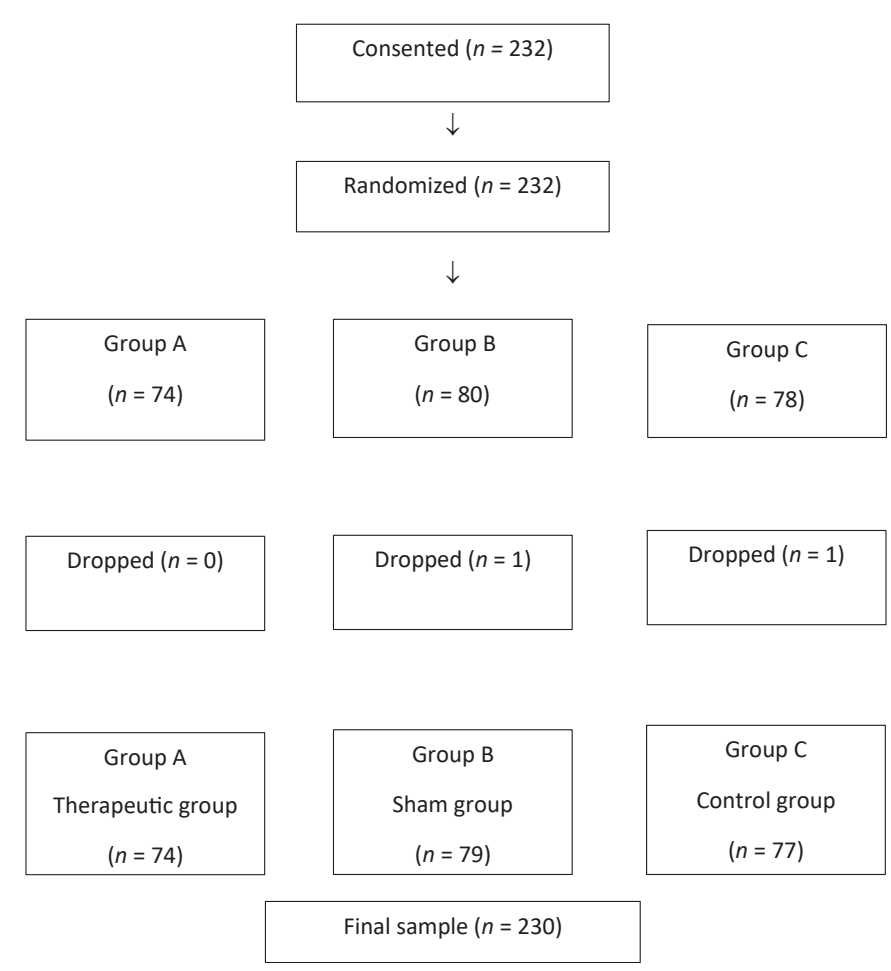 Consented (n = 232)
↓
Randomized (n = 232)
↓
Group A
(n = 74)
Group B
(n = 80)
Group C
(n = 78)
Dropped (n = 0)
Dropped (n = 1)
Dropped (n = 1)
Group A
Therapeutic group
(n = 74)
Group B
Sham group
(n = 79)
Group C
Control group
(n = 77)
Final sample (n = 230)